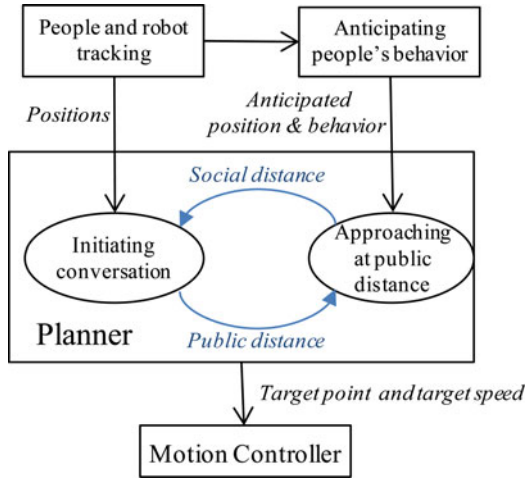 People and robot
tracking
Anticipating
people's behavior
Positions
Anticipated
position & behavior
Social distance
Initiating
conversation
Approaching
at public
distance
Public distance
Planner
Target point and target speed
Motion Controller